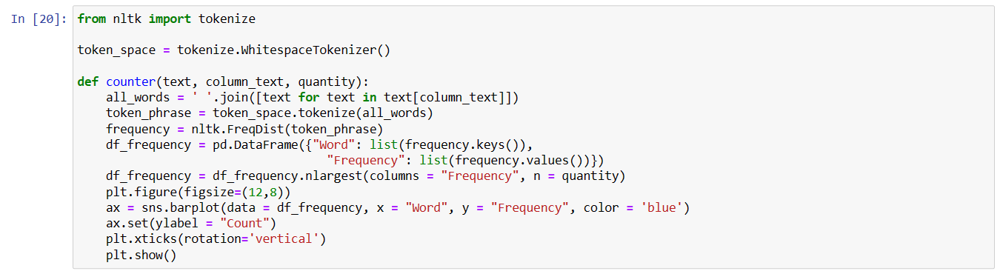 In [20]: from nltk import tokenize
token_space = tokenize.WhitespaceTokenizer()
def counter(text, column_text, quantity):
    all_words = ' '.join([text for text in text[column_text]])
    token_phrase = token_space.tokenize(all_words)
    frequency = nltk.FreqDist(token_phrase)
    df_frequency = pd.DataFrame({"Word": list(frequency.keys()),
                                   "Frequency": list(frequency.values())})
    df_frequency = df_frequency.nlargest(columns = "Frequency", n = quantity)
    plt.figure(figsize=(12,8))
    ax = sns.barplot(data = df_frequency, x = "Word", y = "Frequency", color = 'blue')
    ax.set(ylabel = "Count")
    plt.xticks(rotation='vertical')
    plt.show()